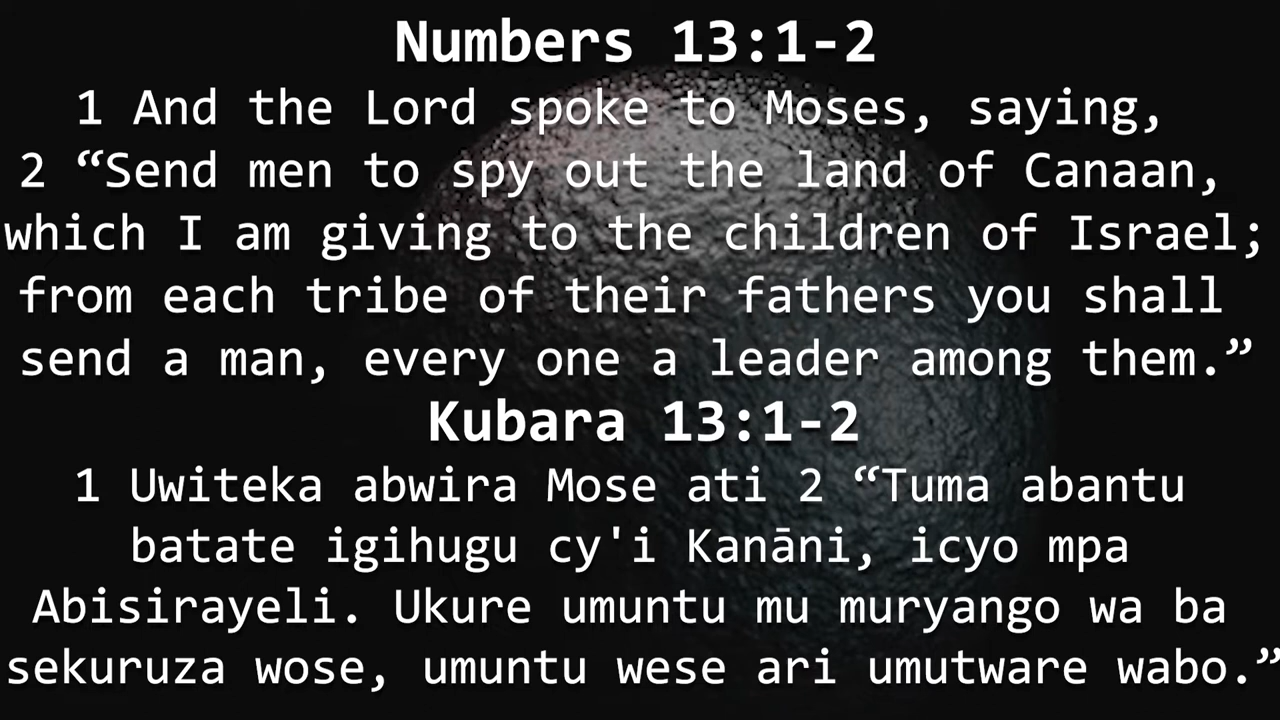 Numbers 13:1-2
1 And the Lord spoke to Moses, saying,
2 “Send men to spy out the land of Canaan,
which I am giving to the children of Israel;
from each tribe of their fathers you shall
send a man, every one a leader among them.”
Kubara 13:1-2
1 Uwiteka abwira Mose ati 2 “Tuma abantu
batate igihugu cy'i Kanāni, icyo mpa
Abisirayeli. Ukure umuntu mu muryango wa ba
sekuruza wose, umuntu wese ari umutware wabo.”